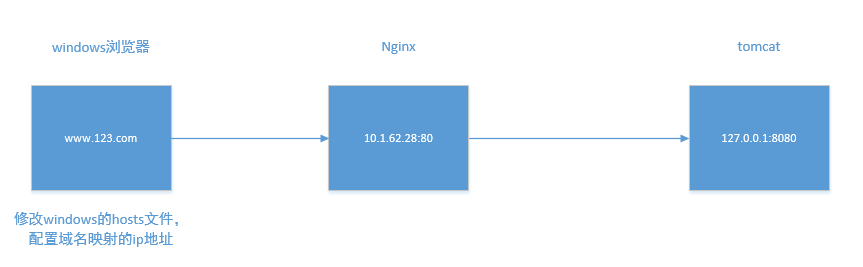 windows浏览器
Nginx
tomcat
www.123.com
10.1.62.28:80
127.0.0.1:8080
修改windows的hosts文件，
配置域名映射的ip地址